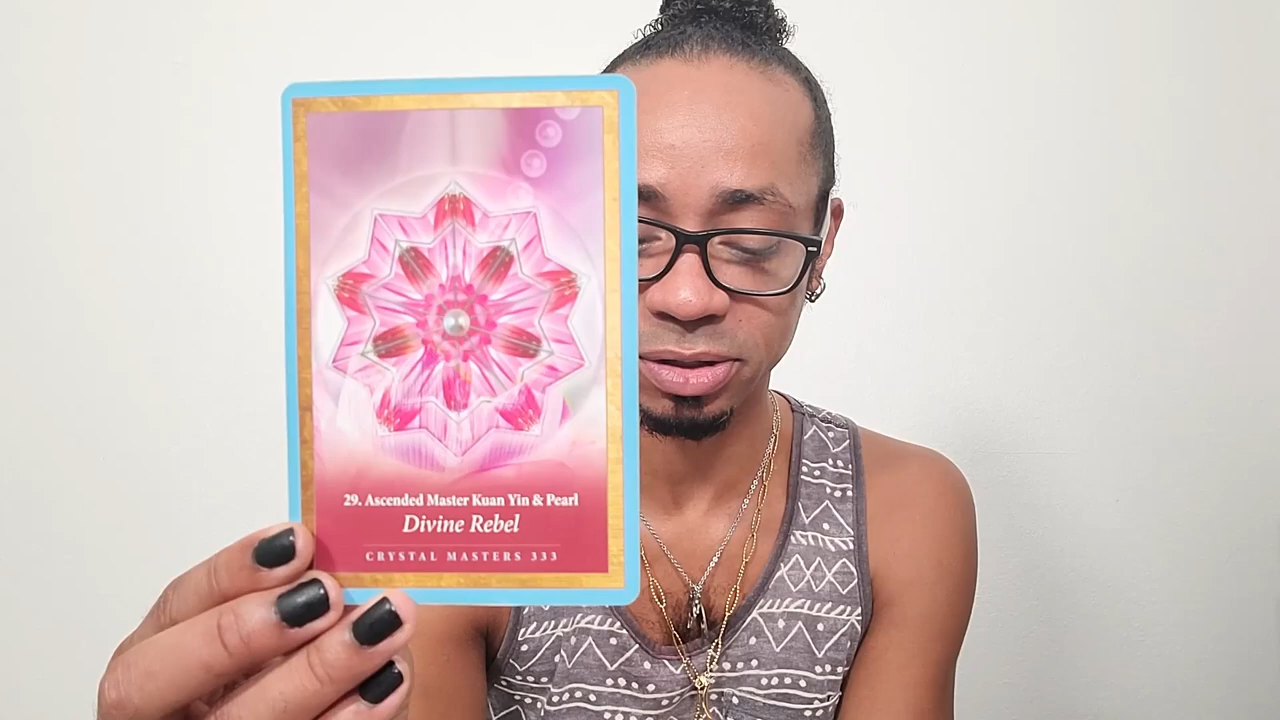 29. Ascended Master Kuan Yin & Pearl
Divine Rebel
CRYSTAL MASTERS 333